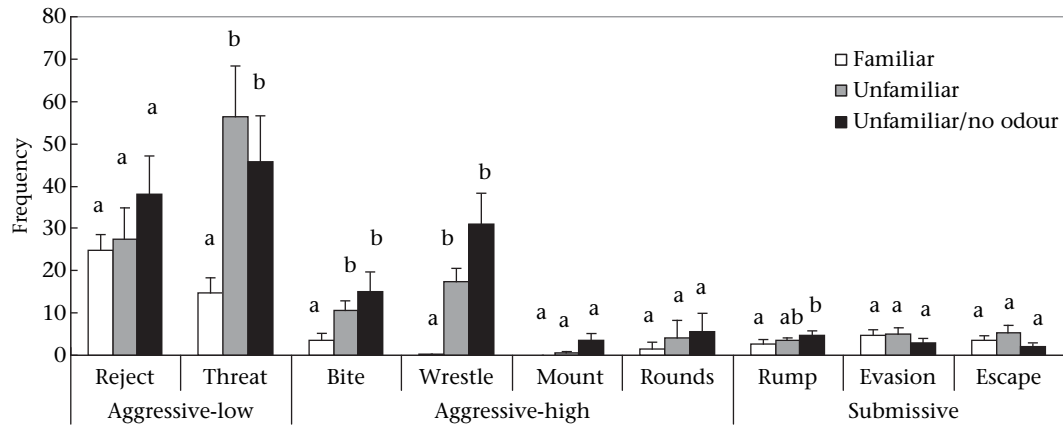 80
70
60
50
40
30
20
10
0
Frequency
Familiar
Unfamiliar
Unfamiliar/no odour
a a a
a b b
a b b
a b b
a a a
a a a
a ab b
a a a
a a a
Reject Threat Bite Wrestle Mount Rounds Rump Evasion Escape
Aggressive-low Aggressive-high Submissive